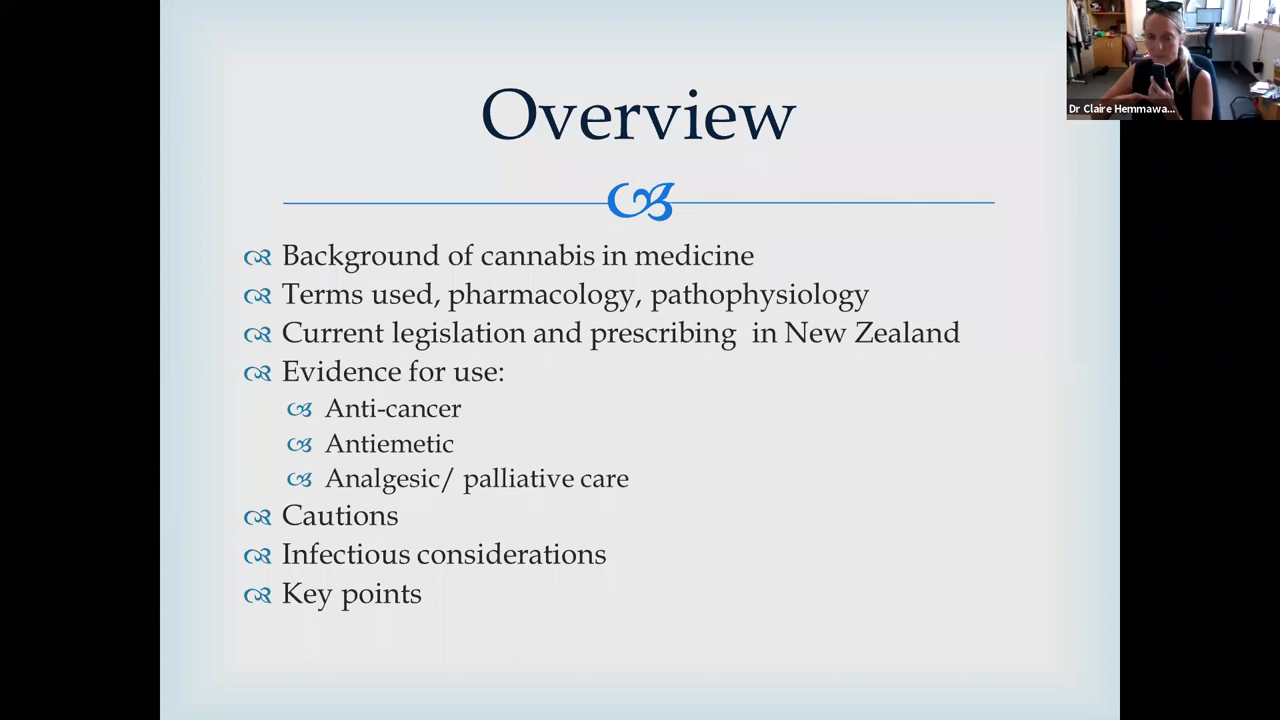 Overview
Background of cannabis in medicine
Terms used, pharmacology, pathophysiology
Current legislation and prescribing  in New Zealand
Evidence for use:
Anti-cancer
Antiemetic
Analgesic/ palliative care
Cautions
Infectious considerations
Key points
Dr Claire Hemmawa...